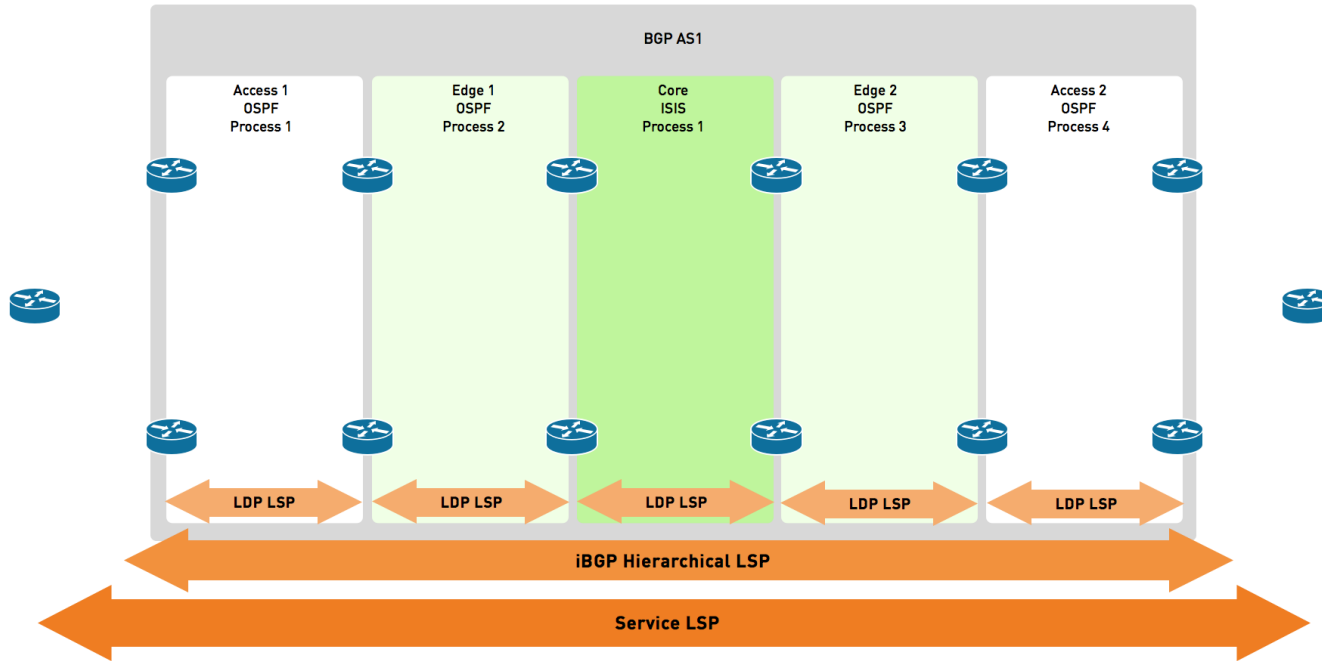 BGP AS1
Access 1
OSPF
Process 1
Edge 1
OSPF
Process 2
Core
ISIS
Process 1
Edge 2
OSPF
Process 3
Access 2
OSPF
Process 4
LDP LSP
LDP LSP
LDP LSP
LDP LSP
LDP LSP
iBGP Hierarchical LSP
Service LSP